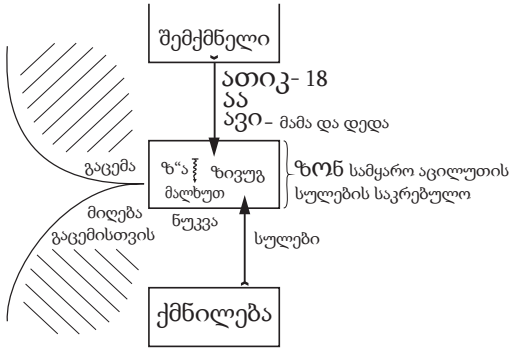 შემქმნელი
ათიკ- 18
აა
ავი – მამა და დედა
გაცემა
ზ“ა ზივუგ
მალხუთ
ზონ სამყარო აცილუთის
სულების საკრებულო
მიღება
გაცემისთვის
ნუკვა
სულები
ქმნილება